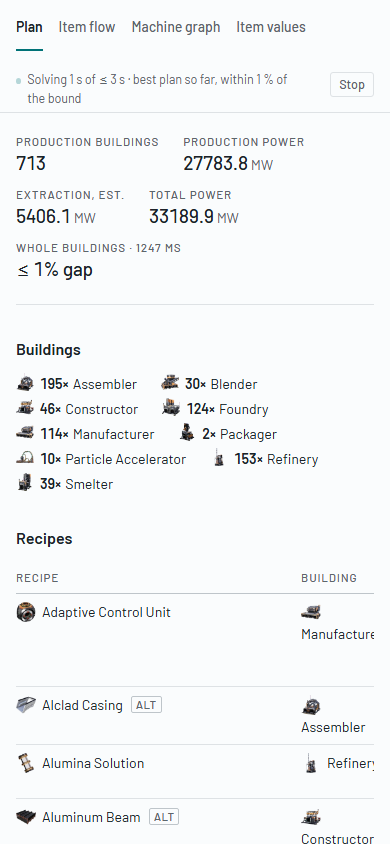 Plan Item flow Machine graph Item values
Solving 1 s of ≤ 3 s · best plan so far, within 1 % of
the bound
Stop
PRODUCTION BUILDINGS PRODUCTION POWER
713 27783.8 MW
EXTRACTION, EST. TOTAL POWER
5406.1 MW 33189.9 MW
WHOLE BUILDINGS · 1247 MS
≤ 1% gap
Buildings
195× Assembler 30× Blender
46× Constructor 124× Foundry
114× Manufacturer 2× Packager
10× Particle Accelerator 153× Refinery
39× Smelter
Recipes
RECIPE BUILDING
Adaptive Control Unit
Manufacture
Alclad Casing ALT
Assembler
Alumina Solution Refinery
Aluminum Beam ALT
Constructor